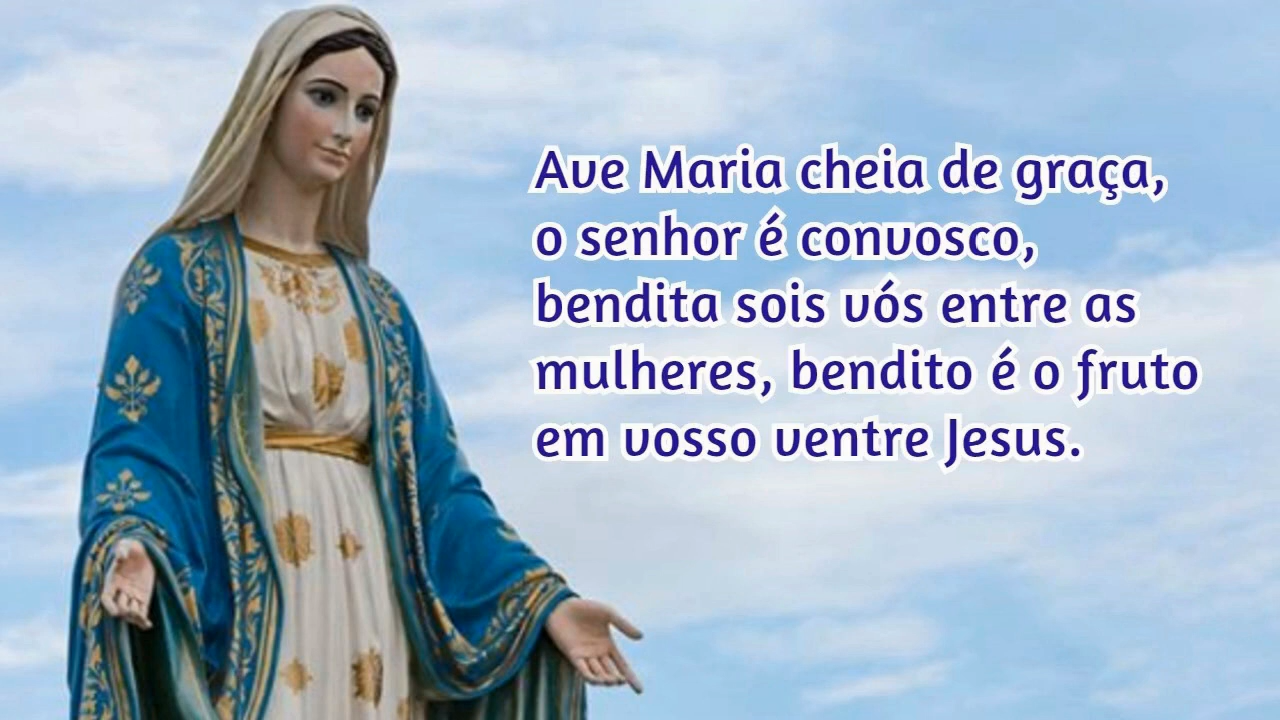 Ave Maria cheia de graça,
o senhor é convosco,
bendita sois vós entre as
mulheres, bendito é o fruto
em vosso ventre Jesus.